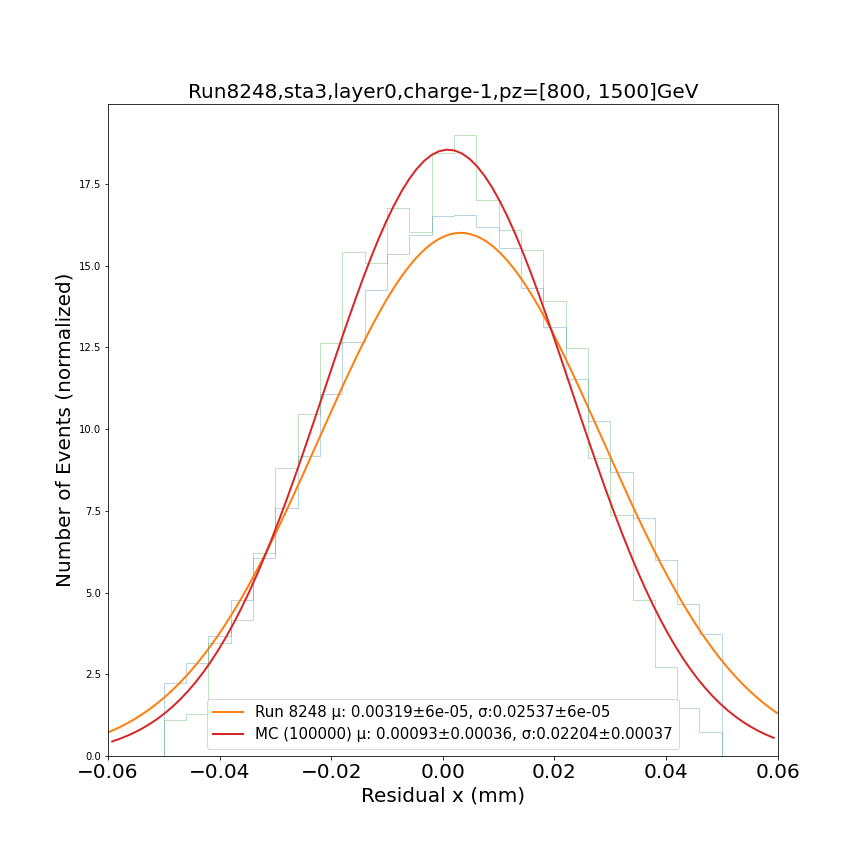 Run8248,sta3,layer0,charge-1,pz=[800, 1500]GeV
Number of Events (normalized)
17.5
15.0
12.5
10.0
7.5
5.0
2.5
0.0
Run 8248 μ: 0.00319±6e-05, σ:0.02537±6e-05
MC (100000) μ: 0.00093±0.00036, σ:0.02204±0.00037
−0.06 −0.04 −0.02 0.00 0.02 0.04 0.06
Residual x (mm)